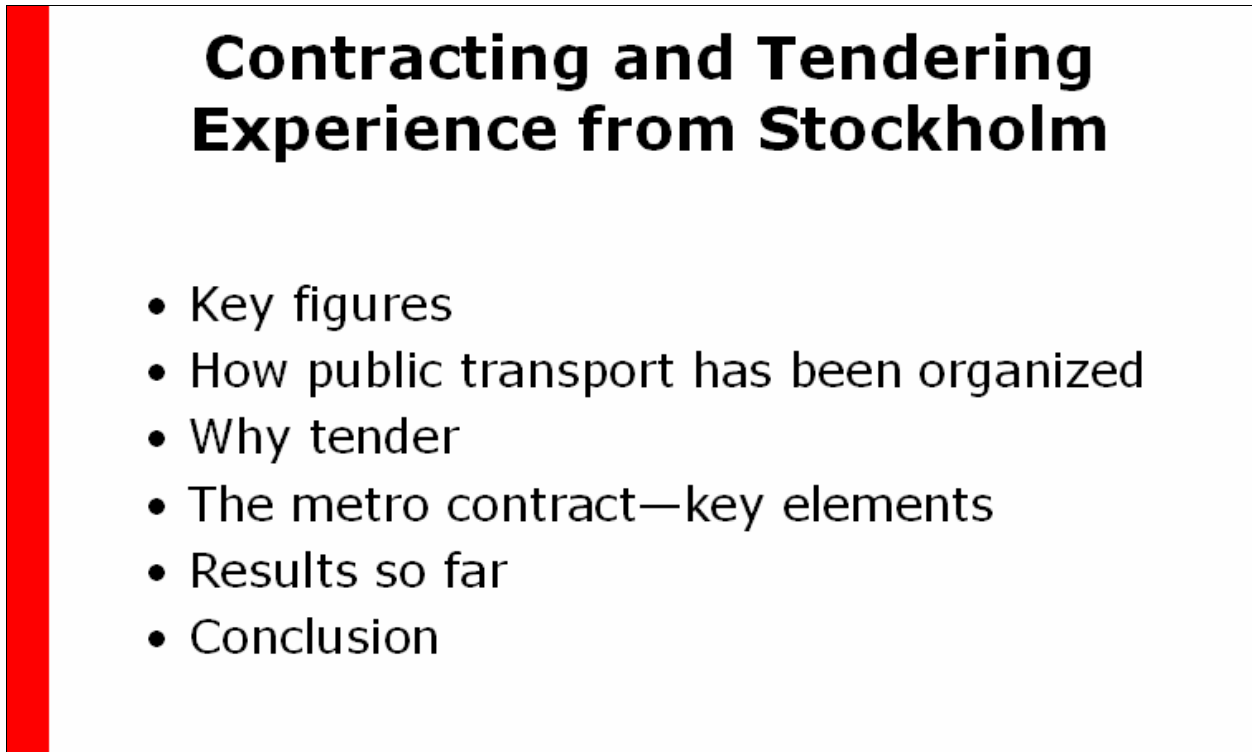 Contracting and Tendering
Experience from Stockholm
• Key figures
• How public transport has been organized
• Why tender
• The metro contract—key elements
• Results so far
• Conclusion